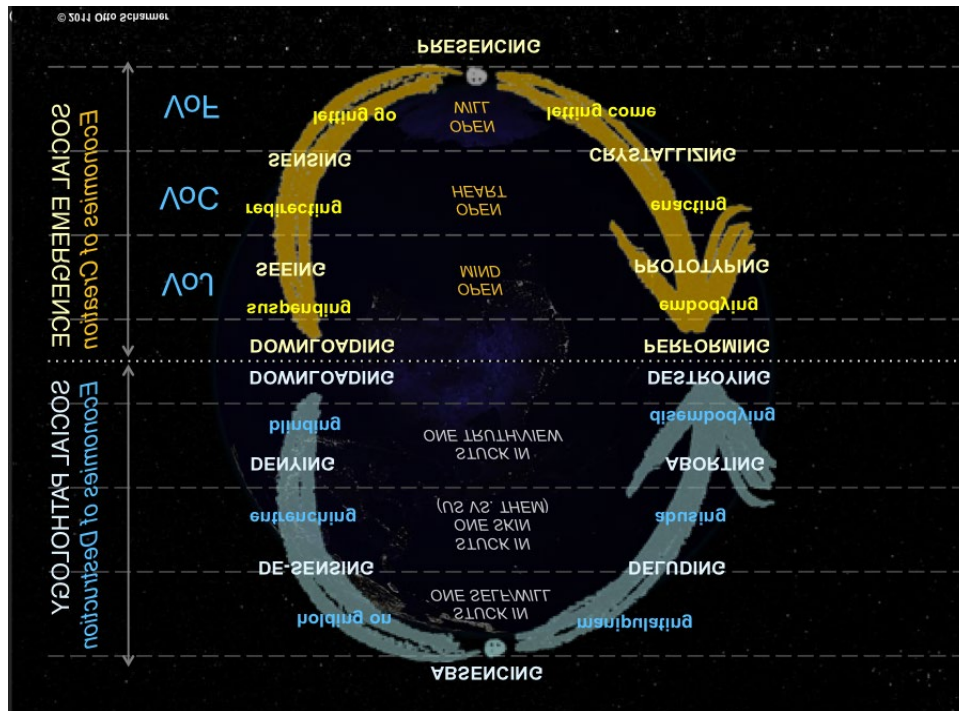 © 2011 Otto Scharmer
PRESENCING
SOCIAL EMERGENCE
Economies of Creation
VoF
letting go
OPEN
WILL
letting come
SENSING
CRYSTALLIZING
VoC
redirecting
OPEN
HEART
enacting
SEEING
PROTOTYPING
VoJ
suspending
OPEN
MIND
embodying
DOWNLOADING
PERFORMING
SOCIAL PATHOLOGY
Economies of Destruction
DOWNLOADING
DESTROYING
blinding
STUCK IN
ONE TRUTH/VIEW
disembodying
DENYING
ABORTING
entrenching
STUCK IN
ONE SKIN
(US VS. THEM)
abusing
DE-SENSING
DELUDING
holding on
STUCK IN
ONE SELF/WILL
manipulating
ABSENCING